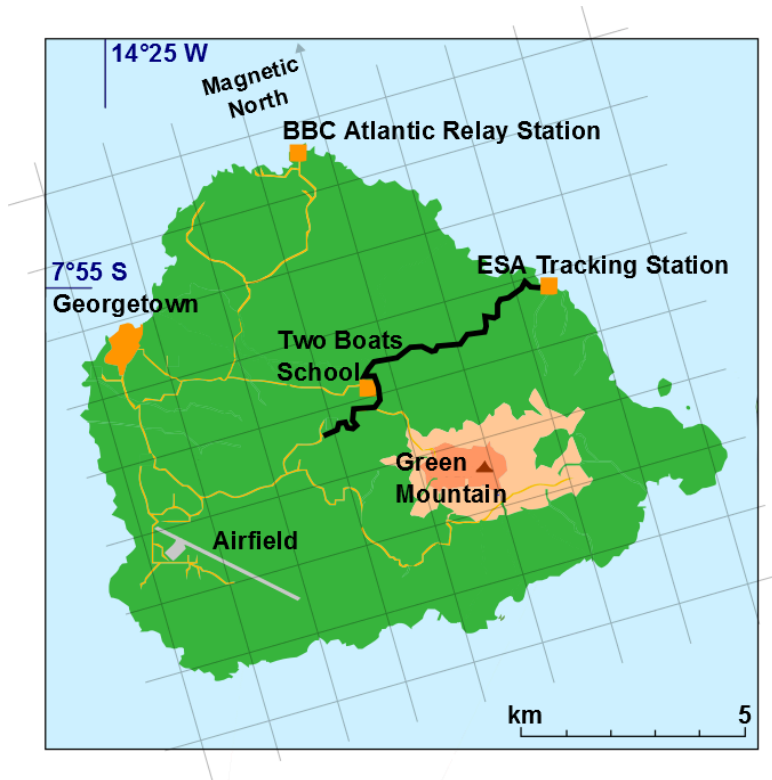 14°25 W
Magnetic
North
BBC Atlantic Relay Station
7°55 S
ESA Tracking Station
Georgetown
Two Boats
School
Green
Mountain
Airfield
km 5